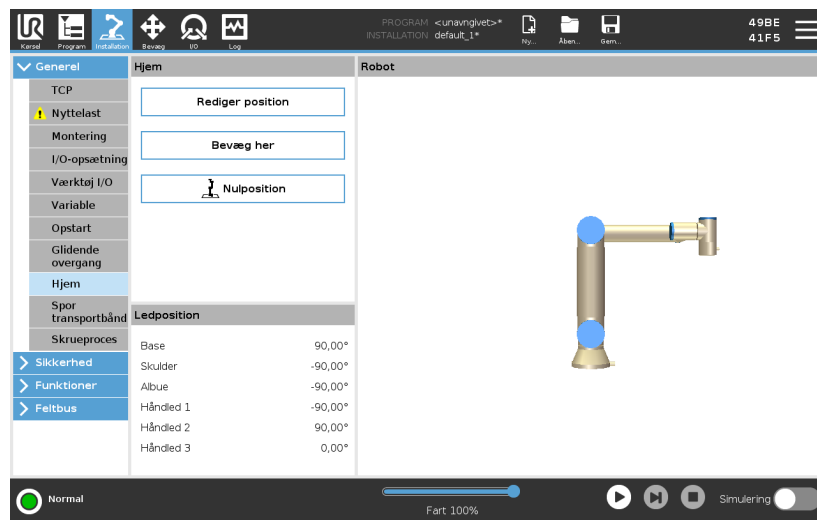 PROGRAM <unavngivet>*
INSTALLATION default_1*
49BE
41F5
Kørsel Program Installation Bevæg I/O Log Ny... Åben... Gem...
Generel
TCP
Nyttelast
Montering
I/O-opsætning
Værktøj I/O
Variable
Opstart
Glidende
overgang
Hjem
Spor
transportbånd
Skrueproces
Sikkerhed
Funktioner
Feltbus
Hjem
Rediger position
Bevæg her
Nulposition
Ledposition
Base 90,00°
Skulder -90,00°
Albue -90,00°
Håndled 1 -90,00°
Håndled 2 90,00°
Håndled 3 0,00°
Robot
Normal
Fart 100%
Simulering